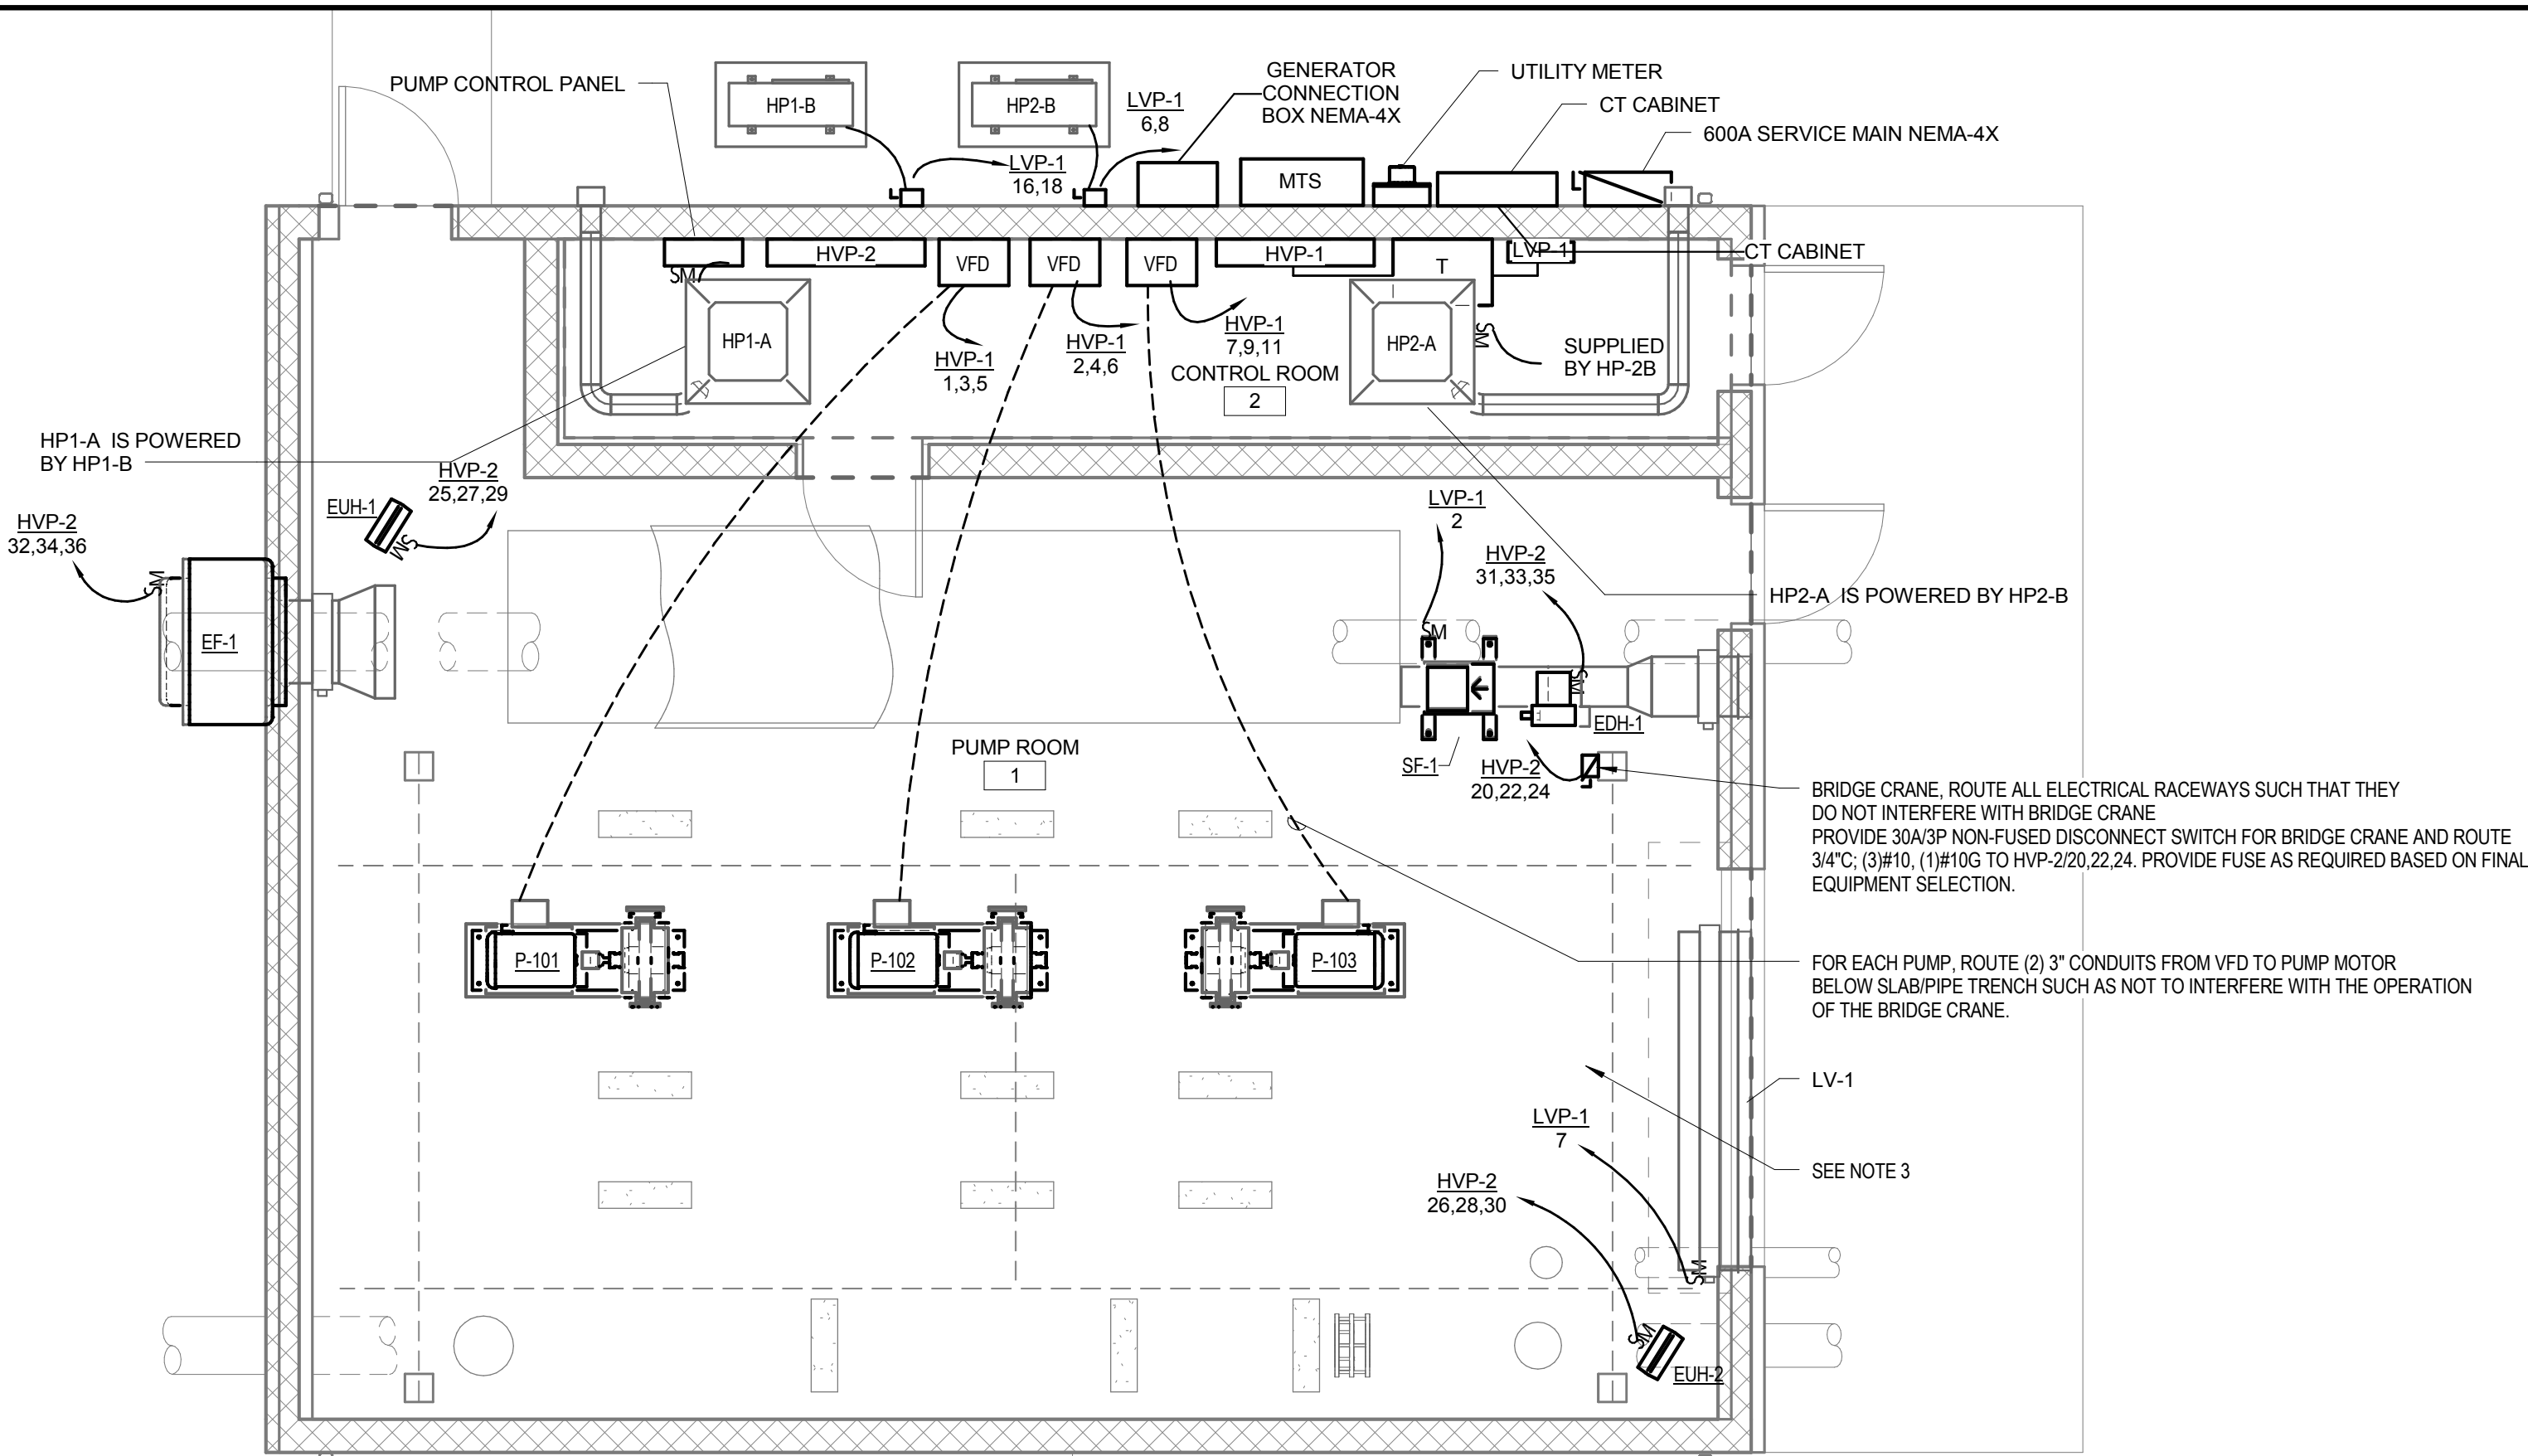 PUMP CONTROL PANEL
HP1-B
HP2-B
LVP-1
6,8
GENERATOR
CONNECTION
BOX NEMA-4X
UTILITY METER
CT CABINET
600A SERVICE MAIN NEMA-4X
LVP-1
16,18
MTS
SM
HVP-2
VFD
VFD
VFD
HVP-1
T
LVP-1
CT CABINET
HP1-A
HVP-1
1,3,5
HVP-1
2,4,6
HVP-1
7,9,11
CONTROL ROOM
2
HP2-A
SM
SUPPLIED
BY HP-2B
HP1-A IS POWERED
BY HP1-B
HVP-2
25,27,29
EUH-1
SM
HVP-2
32,34,36
SM
EF-1
LVP-1
2
HVP-2
31,33,35
HP2-A IS POWERED BY HP2-B
SM
SM
EDH-1
SF-1
HVP-2
20,22,24
PUMP ROOM
1
BRIDGE CRANE, ROUTE ALL ELECTRICAL RACEWAYS SUCH THAT THEY
DO NOT INTERFERE WITH BRIDGE CRANE
PROVIDE 30A/3P NON-FUSED DISCONNECT SWITCH FOR BRIDGE CRANE AND ROUTE
3/4"C; (3)#10, (1)#10G TO HVP-2/20,22,24. PROVIDE FUSE AS REQUIRED BASED ON FINAL
EQUIPMENT SELECTION.
P-101
P-102
P-103
FOR EACH PUMP, ROUTE (2) 3" CONDUITS FROM VFD TO PUMP MOTOR
BELOW SLAB/PIPE TRENCH SUCH AS NOT TO INTERFERE WITH THE OPERATION
OF THE BRIDGE CRANE.
LV-1
LVP-1
7
SEE NOTE 3
HVP-2
26,28,30
SM
SM
EUH-2